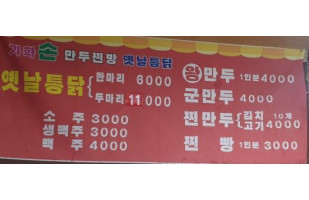 가락손만두찐빵 옛날통닭
옛날통닭 한마리 6000
두마리 11000
소주 3000
생맥주 3000
맥주 4000
왕만두 1인분 4000
군만두 4000
찐만두 김치 고기 10개 4000
찐빵 1인분 3000